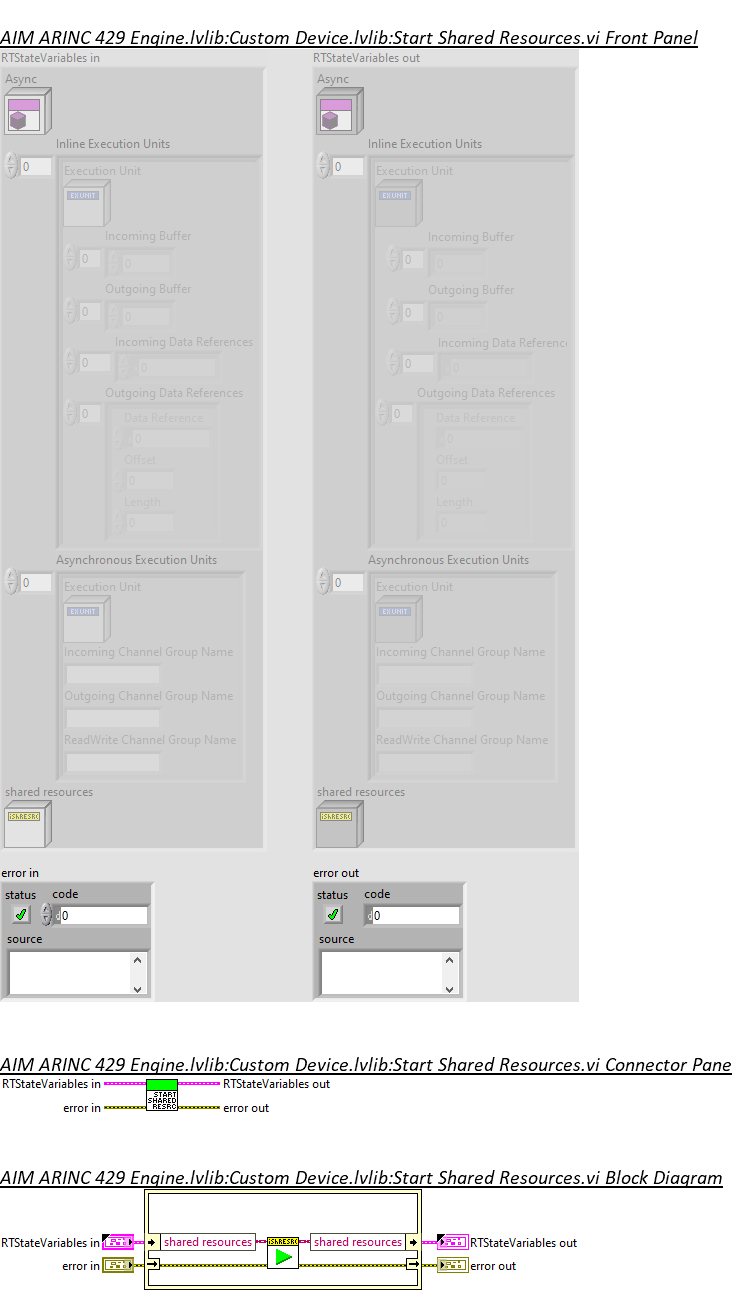 AIM ARINC 429 Engine.lvlib:Custom Device.lvlib:Start Shared Resources.vi Front Panel
RTStateVariables in
RTStateVariables out
Async
Async
Inline Execution Units
Inline Execution Units
0
0
Execution Unit
Execution Unit
EX UNIT
EX UNIT
Incoming Buffer
Incoming Buffer
0
0
0
0
Outgoing Buffer
Outgoing Buffer
0
0
0
0
Incoming Data References
Incoming Data Referenc
0
0
0
0
Outgoing Data References
Outgoing Data References
0
0
Data Reference
Data Reference
0
0
Offset
Offset
0
0
Length
Length
0
0
Asynchronous Execution Units
Asynchronous Execution Units
0
0
Execution Unit
Execution Unit
EX UNIT
EX UNIT
Incoming Channel Group Name
Incoming Channel Group Name
Outgoing Channel Group Name
Outgoing Channel Group Name
ReadWrite Channel Group Name
ReadWrite Channel Group Name
shared resources
shared resources
iShRESRC
iShRESRC
error in
error out
status code
status code
d0
d0
source
source
AIM ARINC 429 Engine.lvlib:Custom Device.lvlib:Start Shared Resources.vi Connector Pane
RTStateVariables in
RTStateVariables out
START
SHARED
RESRC
error in
error out
AIM ARINC 429 Engine.lvlib:Custom Device.lvlib:Start Shared Resources.vi Block Diagram
RTStateVariables in
shared resources
iShRESRC
shared resources
RTStateVariables out
error in
error out